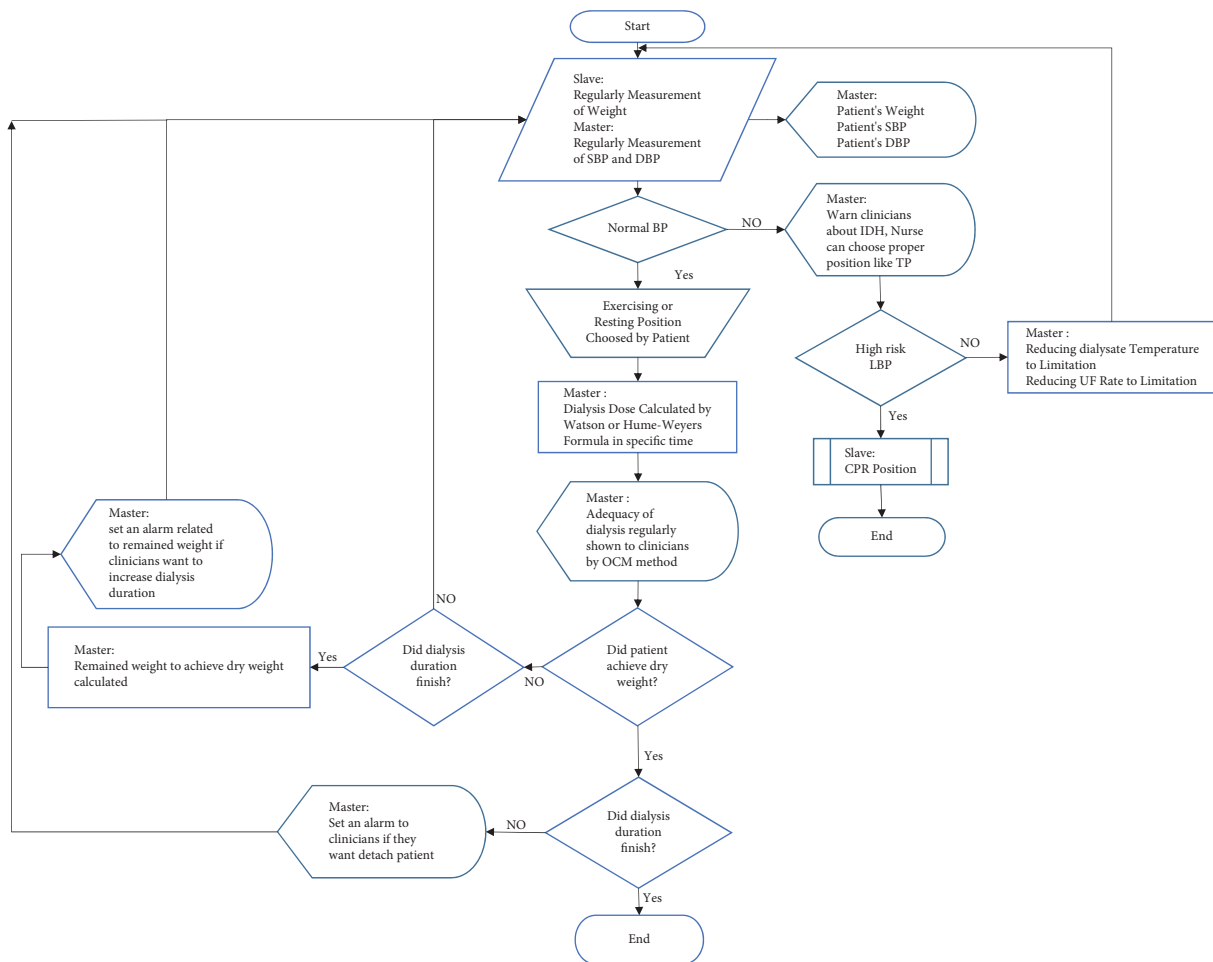 Start
Slave:
Regularly Measurement
of Weight
Master:
Regularly Measurement
of SBP and DBP
Master:
Patient's Weight
Patient's SBP
Patient's DBP
Normal BP
NO
Master:
Warn clinicians
about IDH, Nurse
can choose proper
position like TP
Yes
Exercising or
Resting Position
Choosed by Patient
High risk
LBP
NO
Master :
Reducing dialysate Temperature
to Limitation
Reducing UF Rate to Limitation
Yes
Slave:
CPR Position
End
Master :
Dialysis Dose Calculated by
Watson or Hume-Weyers
Formula in specific time
Master :
Adequacy of
dialysis regularly
shown to clinicians
by OCM method
Master:
set an alarm related
to remained weight if
clinicians want to
increase dialysis
duration
NO
Did patient
achieve dry
weight?
NO
Did dialysis
duration
finish?
Yes
Master:
Remained weight to achieve dry weight
calculated
Yes
Did dialysis
duration
finish?
NO
Master:
Set an alarm to
clinicians if they
want detach patient
Yes
End